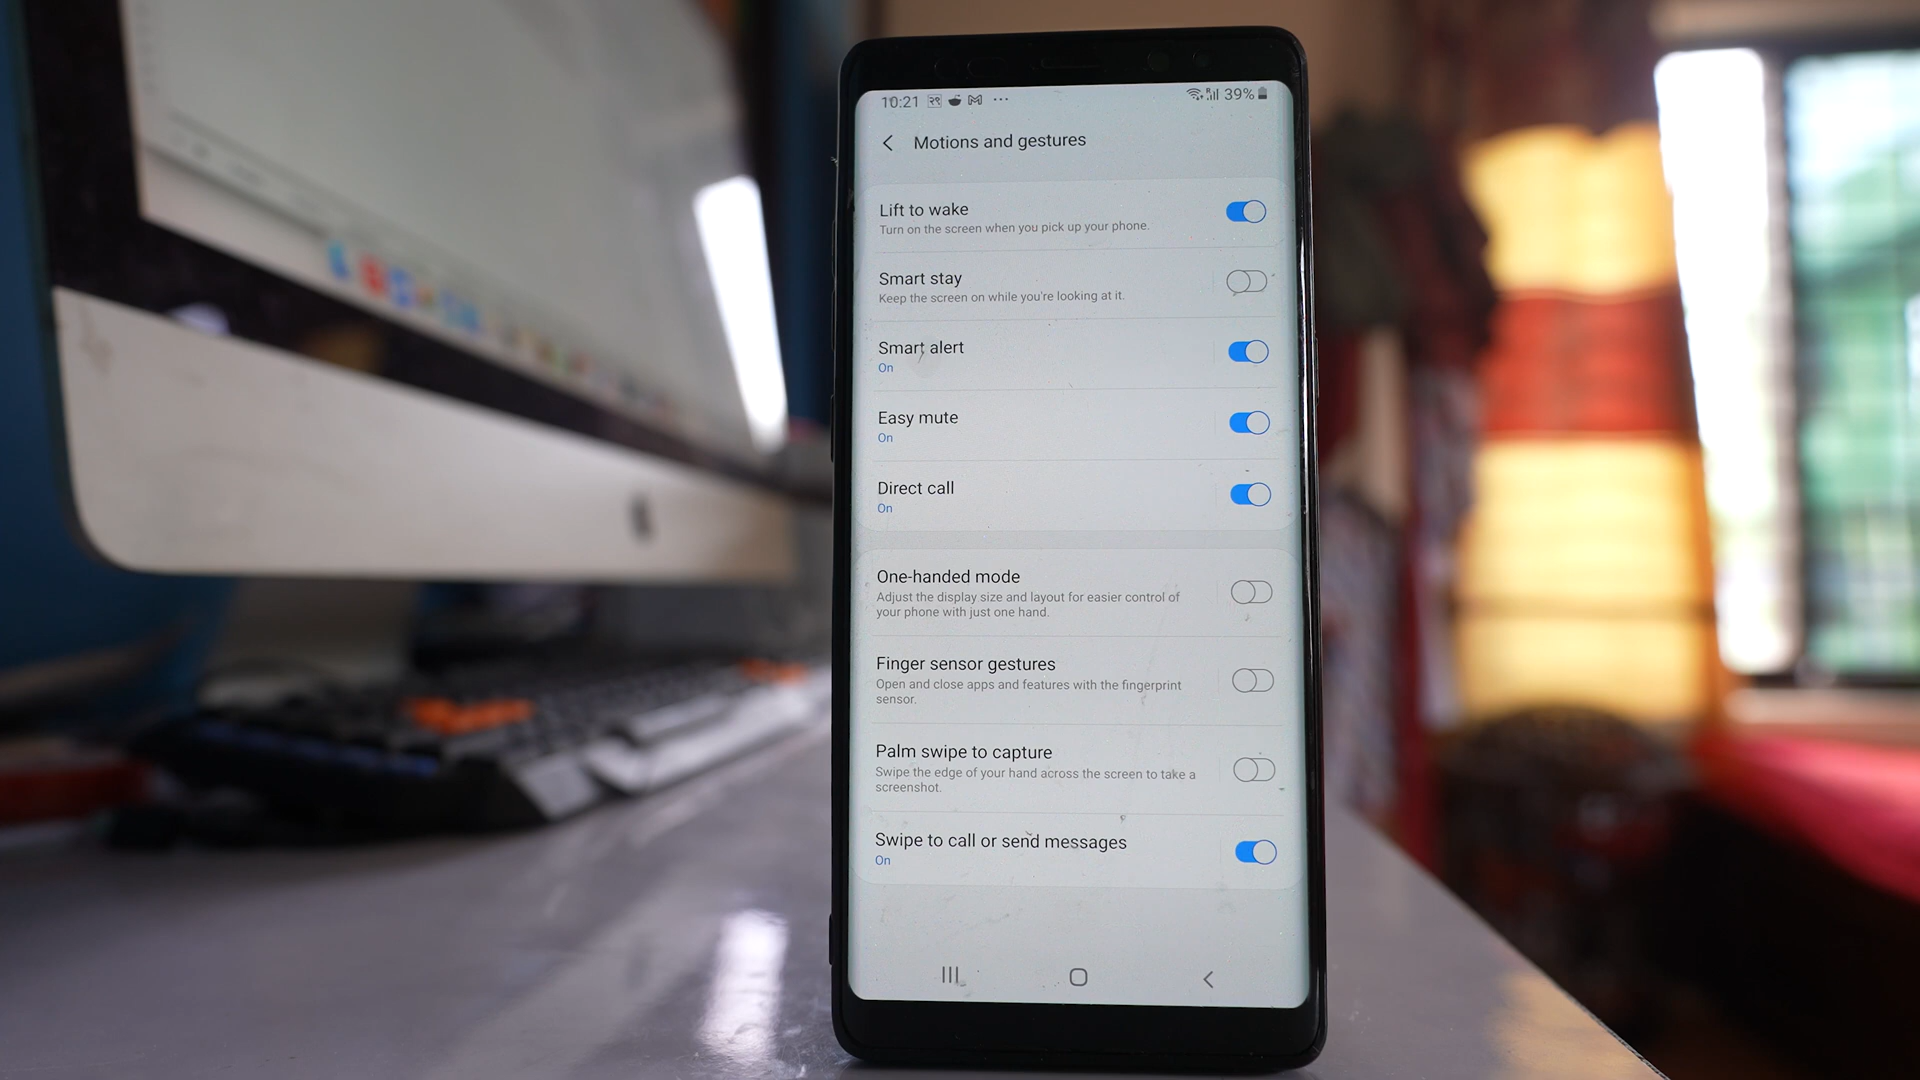 10:21 २९ 39%
Motions and gestures
Lift to wake
Turn on the screen when you pick up your phone.
Smart stay
Keep the screen on while you're looking at it.
Smart alert
On
Easy mute
On
Direct call
On
One-handed mode
Adjust the display size and layout for easier control of
your phone with just one hand.
Finger sensor gestures
Open and close apps and features with the fingerprint
sensor.
Palm swipe to capture
Swipe the edge of your hand across the screen to take a
screenshot.
Swipe to call or send messages
On